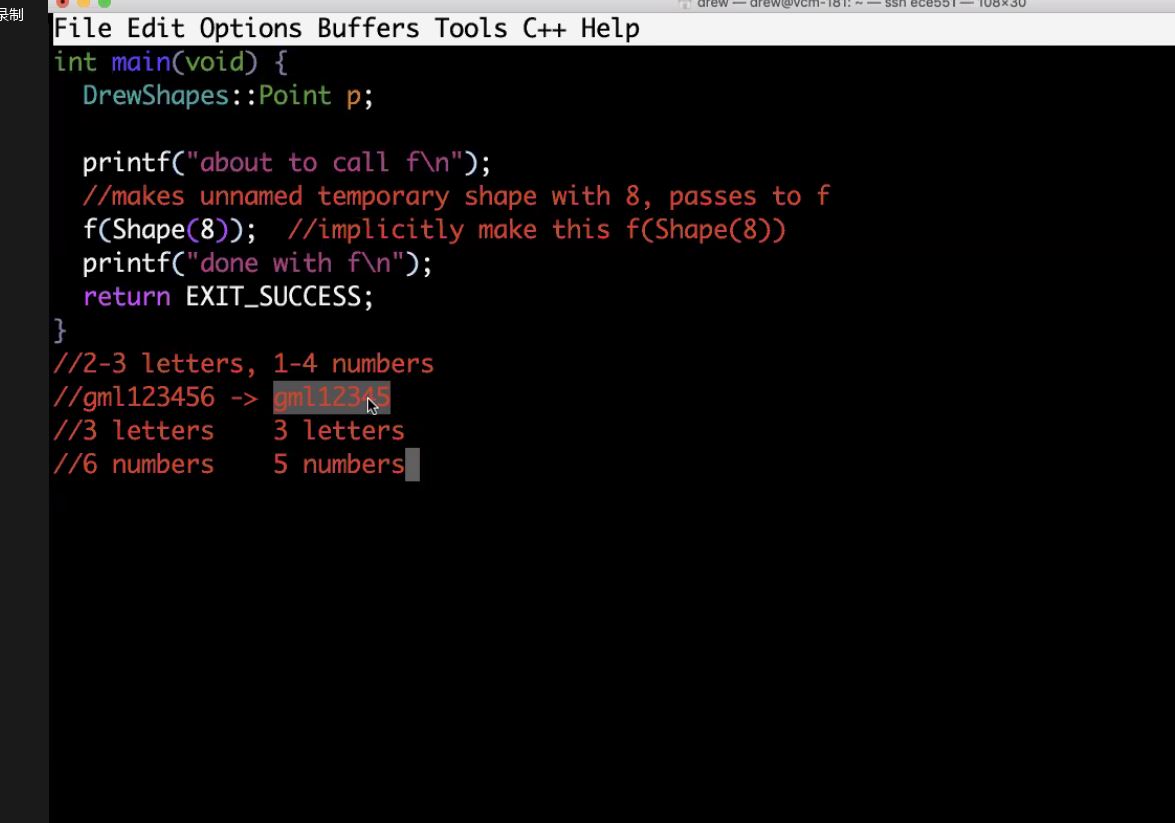 录制
drew — drew@vcm-181: ~ — ssh ece551 — 108×30
File Edit Options Buffers Tools C++ Help
int main(void) {
  DrewShapes::Point p;
  printf("about to call f\n");
  //makes unnamed temporary shape with 8, passes to f
  f(Shape(8));  //implicitly make this f(Shape(8))
  printf("done with f\n");
  return EXIT_SUCCESS;
}
//2-3 letters, 1-4 numbers
//gml123456 -> gml12345
//3 letters    3 letters
//6 numbers    5 numbers